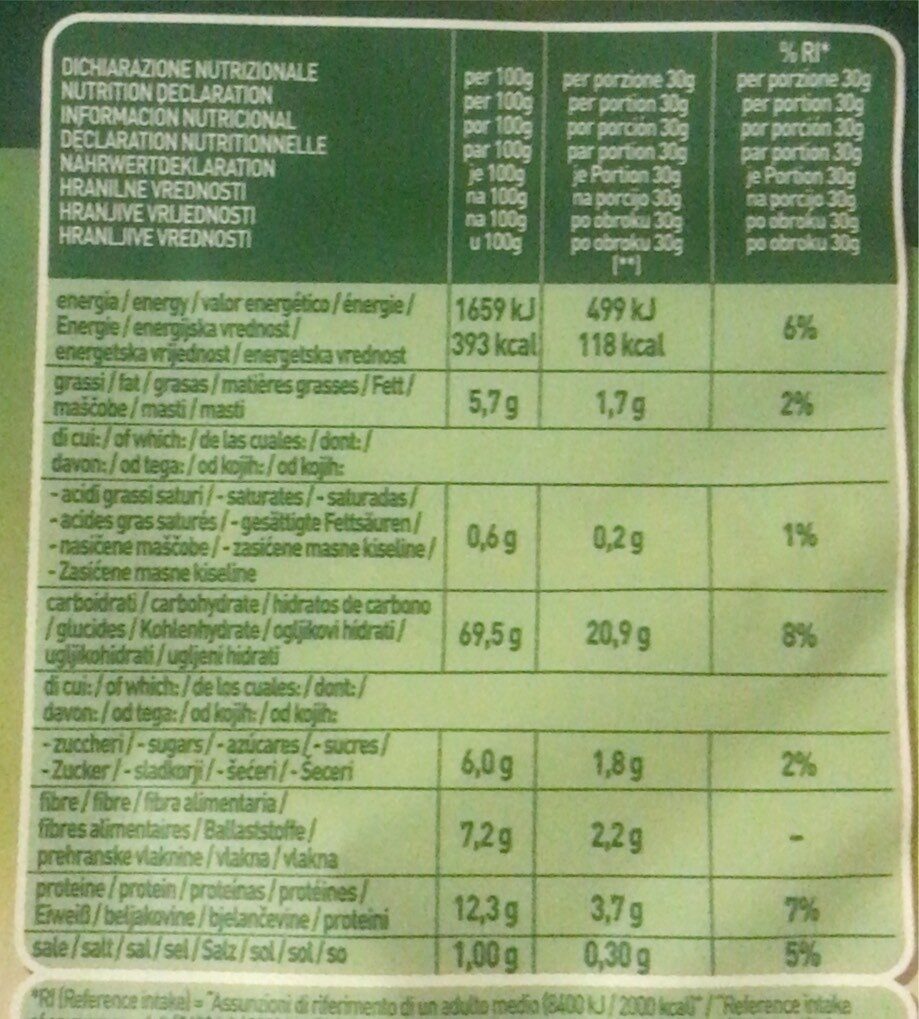 % RI*
DICHIARAZIONE NUTRIZIONALE per 100g per porzione 30g per porzione 30g
NUTRITION DECLARATION per 100g per portion 30g per portion 30g
INFORMACIÓN NUTRICIONAL por 100g por porción 30g por porción 30g
DÉCLARATION NUTRITIONNELLE par 100g par portion 30g par portion 30g
NÄHRWERTDEKLARATION je 100g je Portion 30g je Portion 30g
HRANILNE VREDNOSTI na 100g na porcijo 30g na porcijo 30g
HRANJIVE VRIJEDNOSTI na 100g po obroku 30g po obroku 30g
HRANLJIVE VREDNOSTI u 100g po obroku 30g po obroku 30g
(**)
energia / energy / valor energético / énergie / 1659 kJ 499 kJ
Energie / energijska vrednost / 6%
energetska vrijednost / energetska vrednost 393 kcal 118 kcal
grassi / fat / grasas / matières grasses / Fett /
maščobe / masti / masti 5,7 g 1,7 g 2%
di cui: / of which: / de las cuales: / dont: /
davon: / od tega: / od kojih: / od kojih:
- acidi grassi saturi / - saturates / - saturadas /
- acides gras saturés / - gesättigte Fettsäuren /
- nasičene maščobe / - zasićene masne kiseline / 0,6 g 0,2 g 1%
- Zasićene masne kiseline
carboidrati / carbohydrate / hidratos de carbono
/ glucides / Kohlenhydrate / ogljikovi hidrati / 69,5 g 20,9 g 8%
ugljikohidrati / ugljeni hidrati
di cui: / of which: / de los cuales: / dont: /
davon: / od tega: / od kojih: / od kojih:
- zuccheri / - sugars / - azúcares / - sucres /
- Zucker / - sladkorji / - šećeri / - Šećeri 6,0 g 1,8 g 2%
fibre / fibre / fibra alimentaria /
fibres alimentaires / Ballaststoffe / 7,2 g 2,2 g -
prehranske vlaknine / vlakna / vlakna
proteine / protein / proteínas / protéines /
Eiweiß / beljakovine / bjelančevine / proteini 12,3 g 3,7 g 7%
sale / salt / sal / sel / Salz / sol / sol / so 1,00 g 0,30 g 5%
*RI (Reference intake) = "Assunzioni di riferimento di un adulto medio (8400 kJ / 2000 kcal)" / "Reference intake